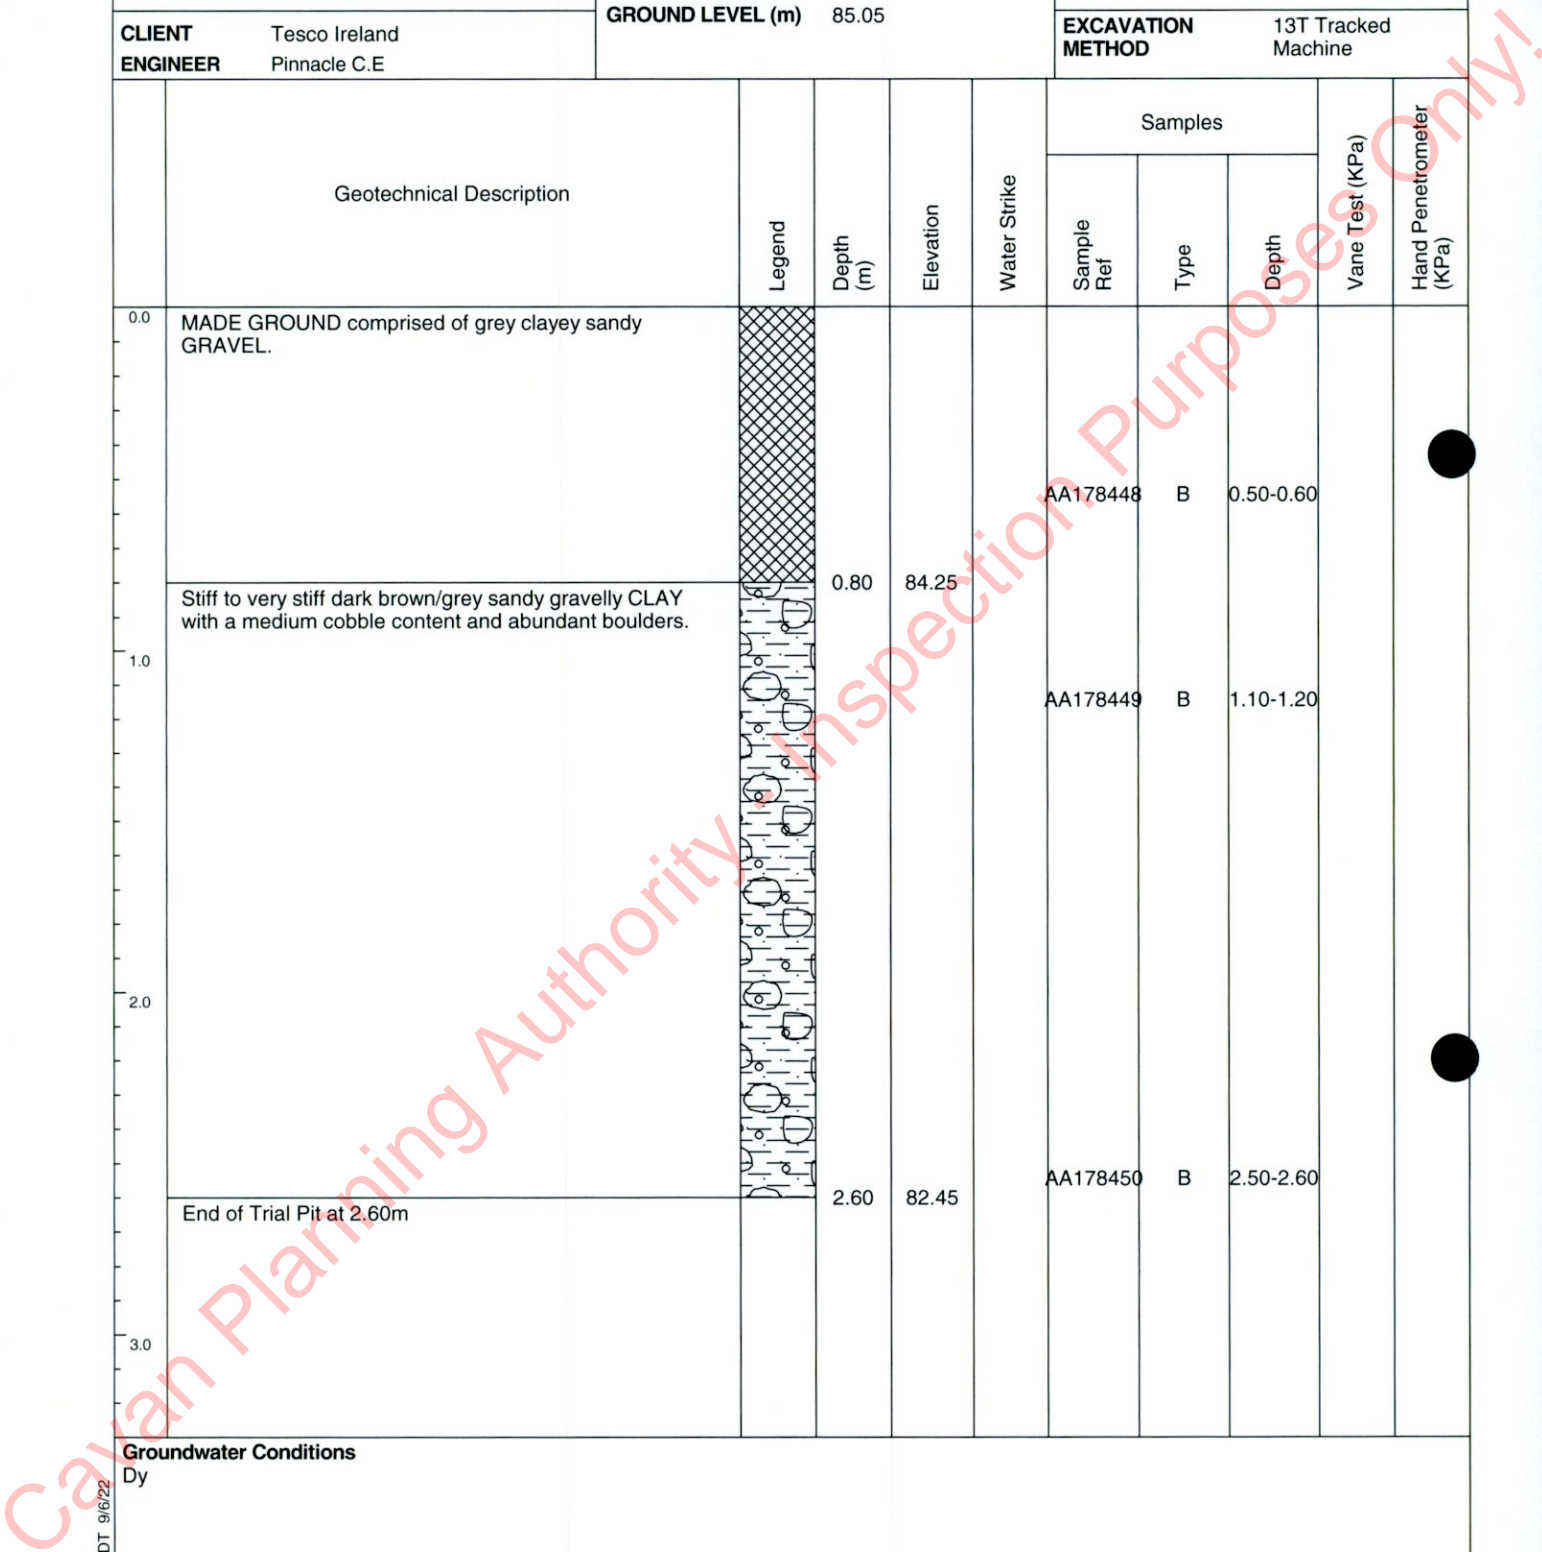 GROUND LEVEL (m) 85.05
CLIENT Tesco Ireland
ENGINEER Pinnacle C.E
EXCAVATION METHOD 13T Tracked Machine
Geotechnical Description
Legend
Depth (m)
Elevation
Water Strike
Samples
Sample Ref
Type
Depth
Vane Test (KPa)
Hand Penetrometer (KPa)
0.0
MADE GROUND comprised of grey clayey sandy
GRAVEL.
AA178448 B 0.50-0.60
0.80 84.25
Stiff to very stiff dark brown/grey sandy gravelly CLAY
with a medium cobble content and abundant boulders.
1.0
AA178449 B 1.10-1.20
2.0
AA178450 B 2.50-2.60
2.60 82.45
End of Trial Pit at 2.60m
3.0
Groundwater Conditions
Dy
DT 9/6/22
Cavan Planning Authority - Inspection Purposes Only!